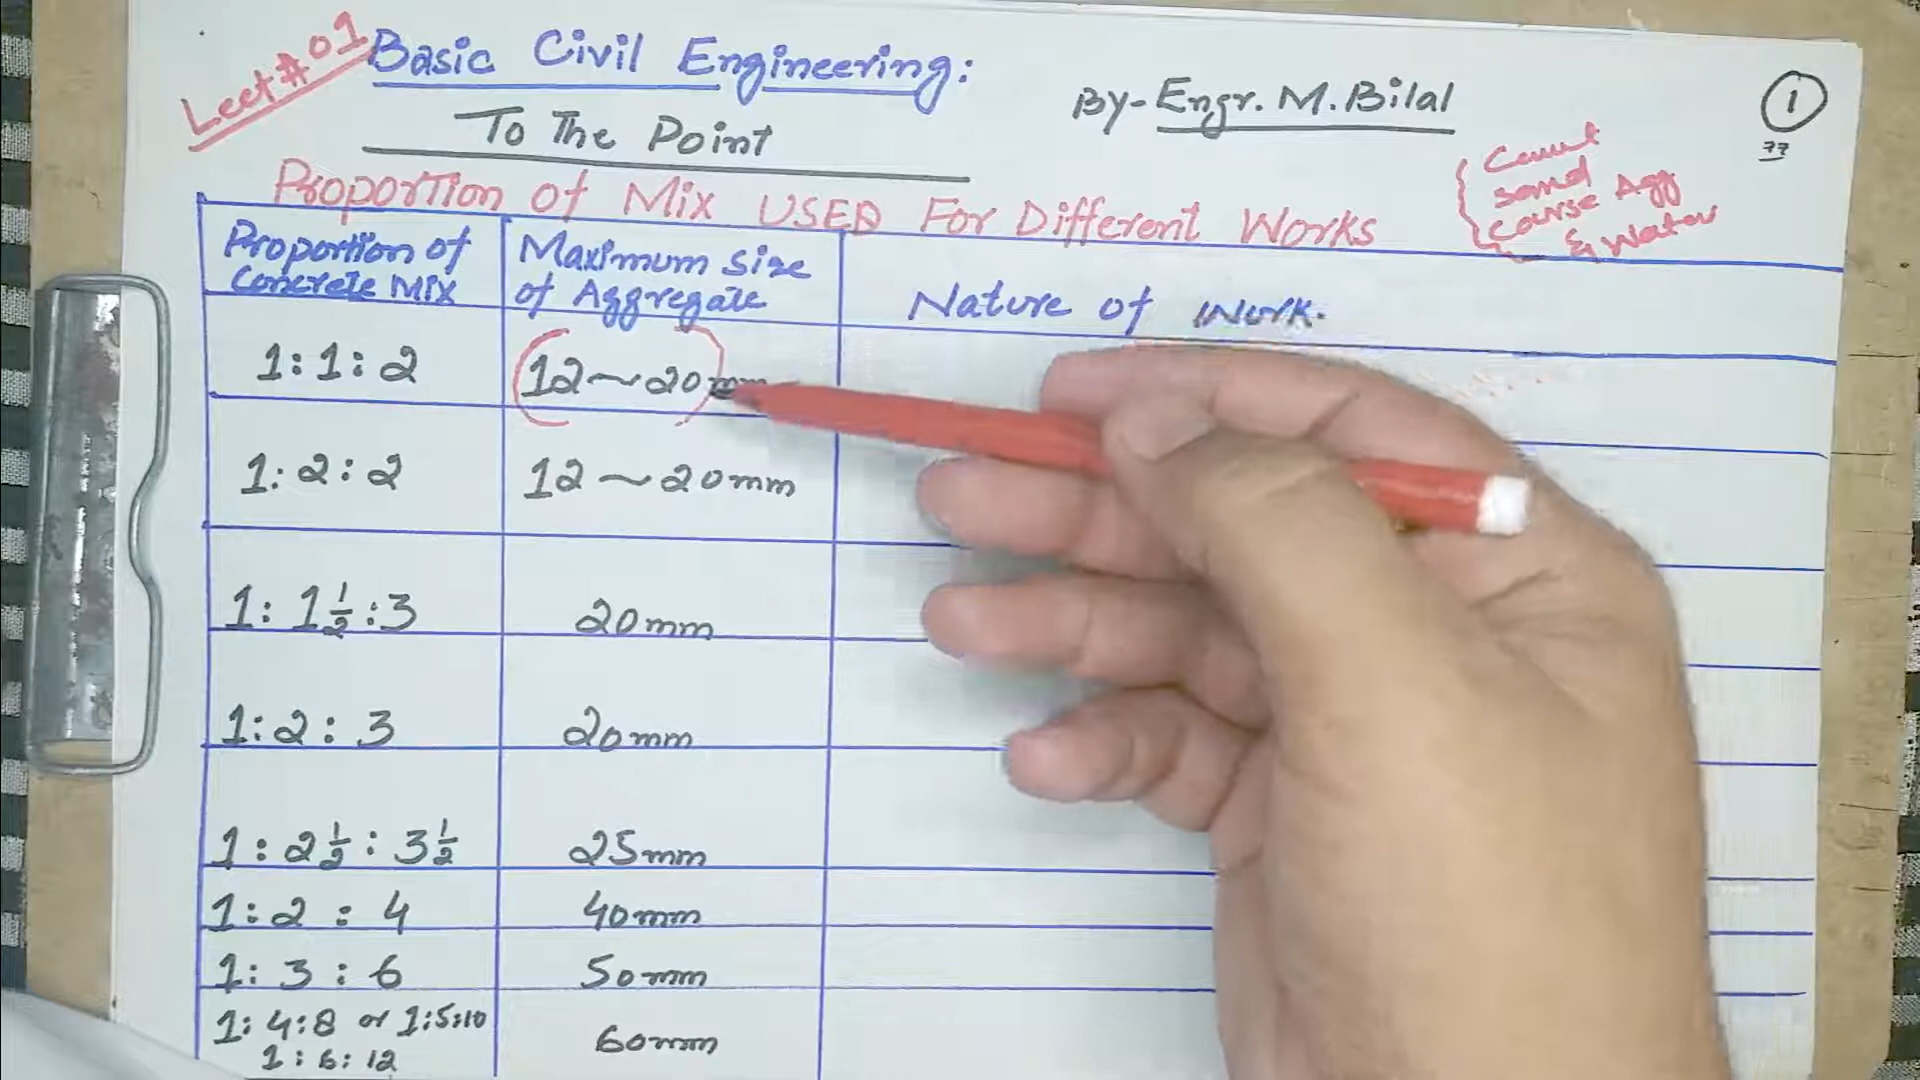 Lect#01
Basic Civil Engineering:
To The Point
By-Engr. M. Bilal
1
77
Cement
sand
course Agg
& Water
Proportion of Mix USED For Different Works
Proportion of Concrete Mix
Maximum Size of Aggregate
Nature of Work.
1:1:2
12~20mm
1:2:2
12~20mm
1:1½:3
20mm
1:2:3
20mm
1:2½:3½
25mm
1:2:4
40mm
1:3:6
50mm
1:4:8 or 1:5:10
1:6:12
60mm